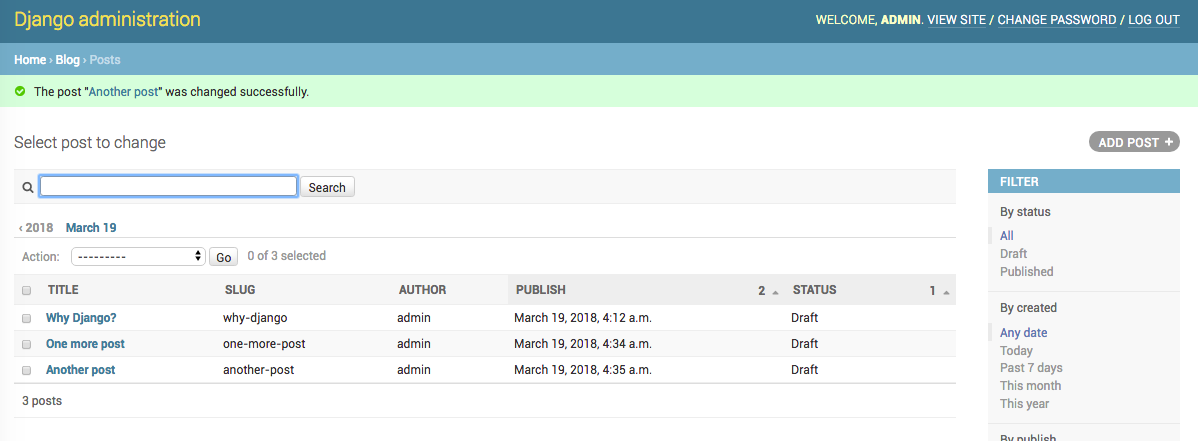 Django administration
WELCOME, ADMIN. VIEW SITE / CHANGE PASSWORD / LOG OUT
Home › Blog › Posts
The post "Another post" was changed successfully.
Select post to change
ADD POST +
Search
‹ 2018 March 19
Action: --------- Go 0 of 3 selected
TITLE SLUG AUTHOR PUBLISH 2 STATUS 1
Why Django? why-django admin March 19, 2018, 4:12 a.m. Draft
One more post one-more-post admin March 19, 2018, 4:34 a.m. Draft
Another post another-post admin March 19, 2018, 4:35 a.m. Draft
3 posts
FILTER
By status
All
Draft
Published
By created
Any date
Today
Past 7 days
This month
This year
By publish